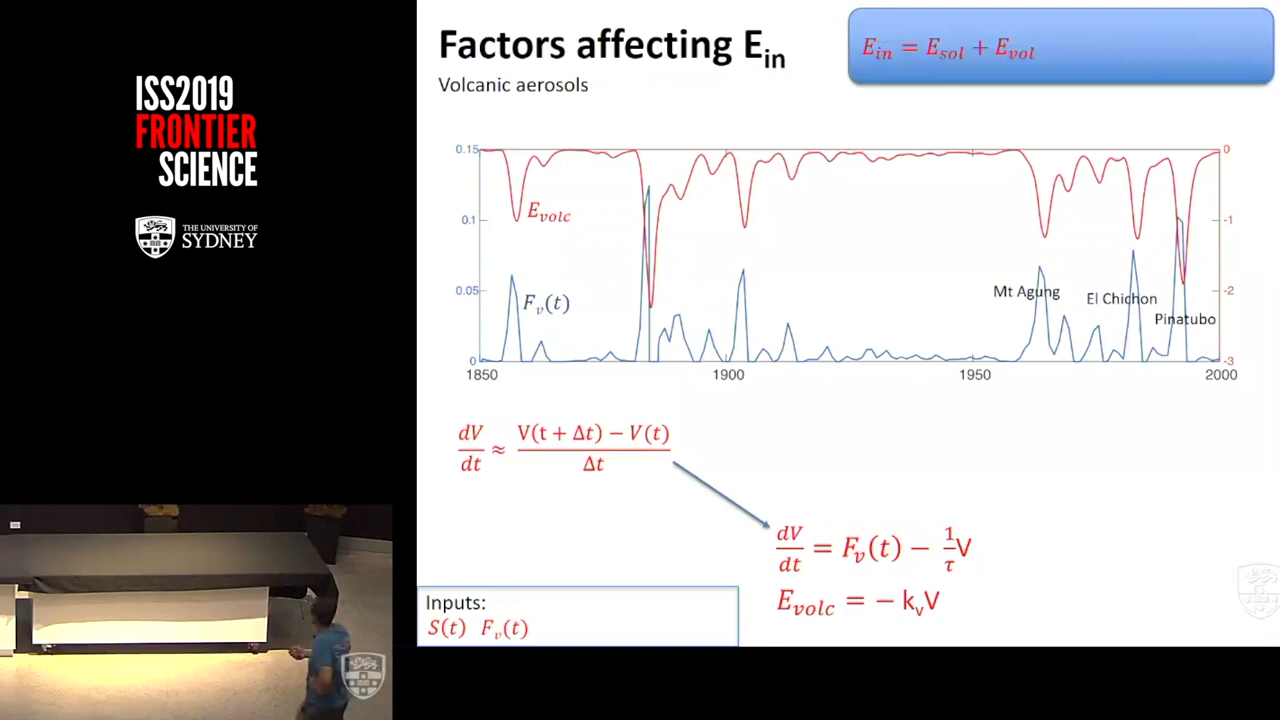 ISS2019
FRONTIER
SCIENCE
THE UNIVERSITY OF
SYDNEY
Factors affecting E_in
Volcanic aerosols
E_in = E_sol + E_vol
0.15
0.1
0.05
0
0
-1
-2
-3
E_volc
F_v(t)
Mt Agung
El Chichon
Pinatubo
1850
1900
1950
2000
dV/dt ≈ V(t + Δt) − V(t)/Δt
dV/dt = F_v(t) − 1/τ V
E_volc = − k_vV
Inputs:
S(t) F_v(t)